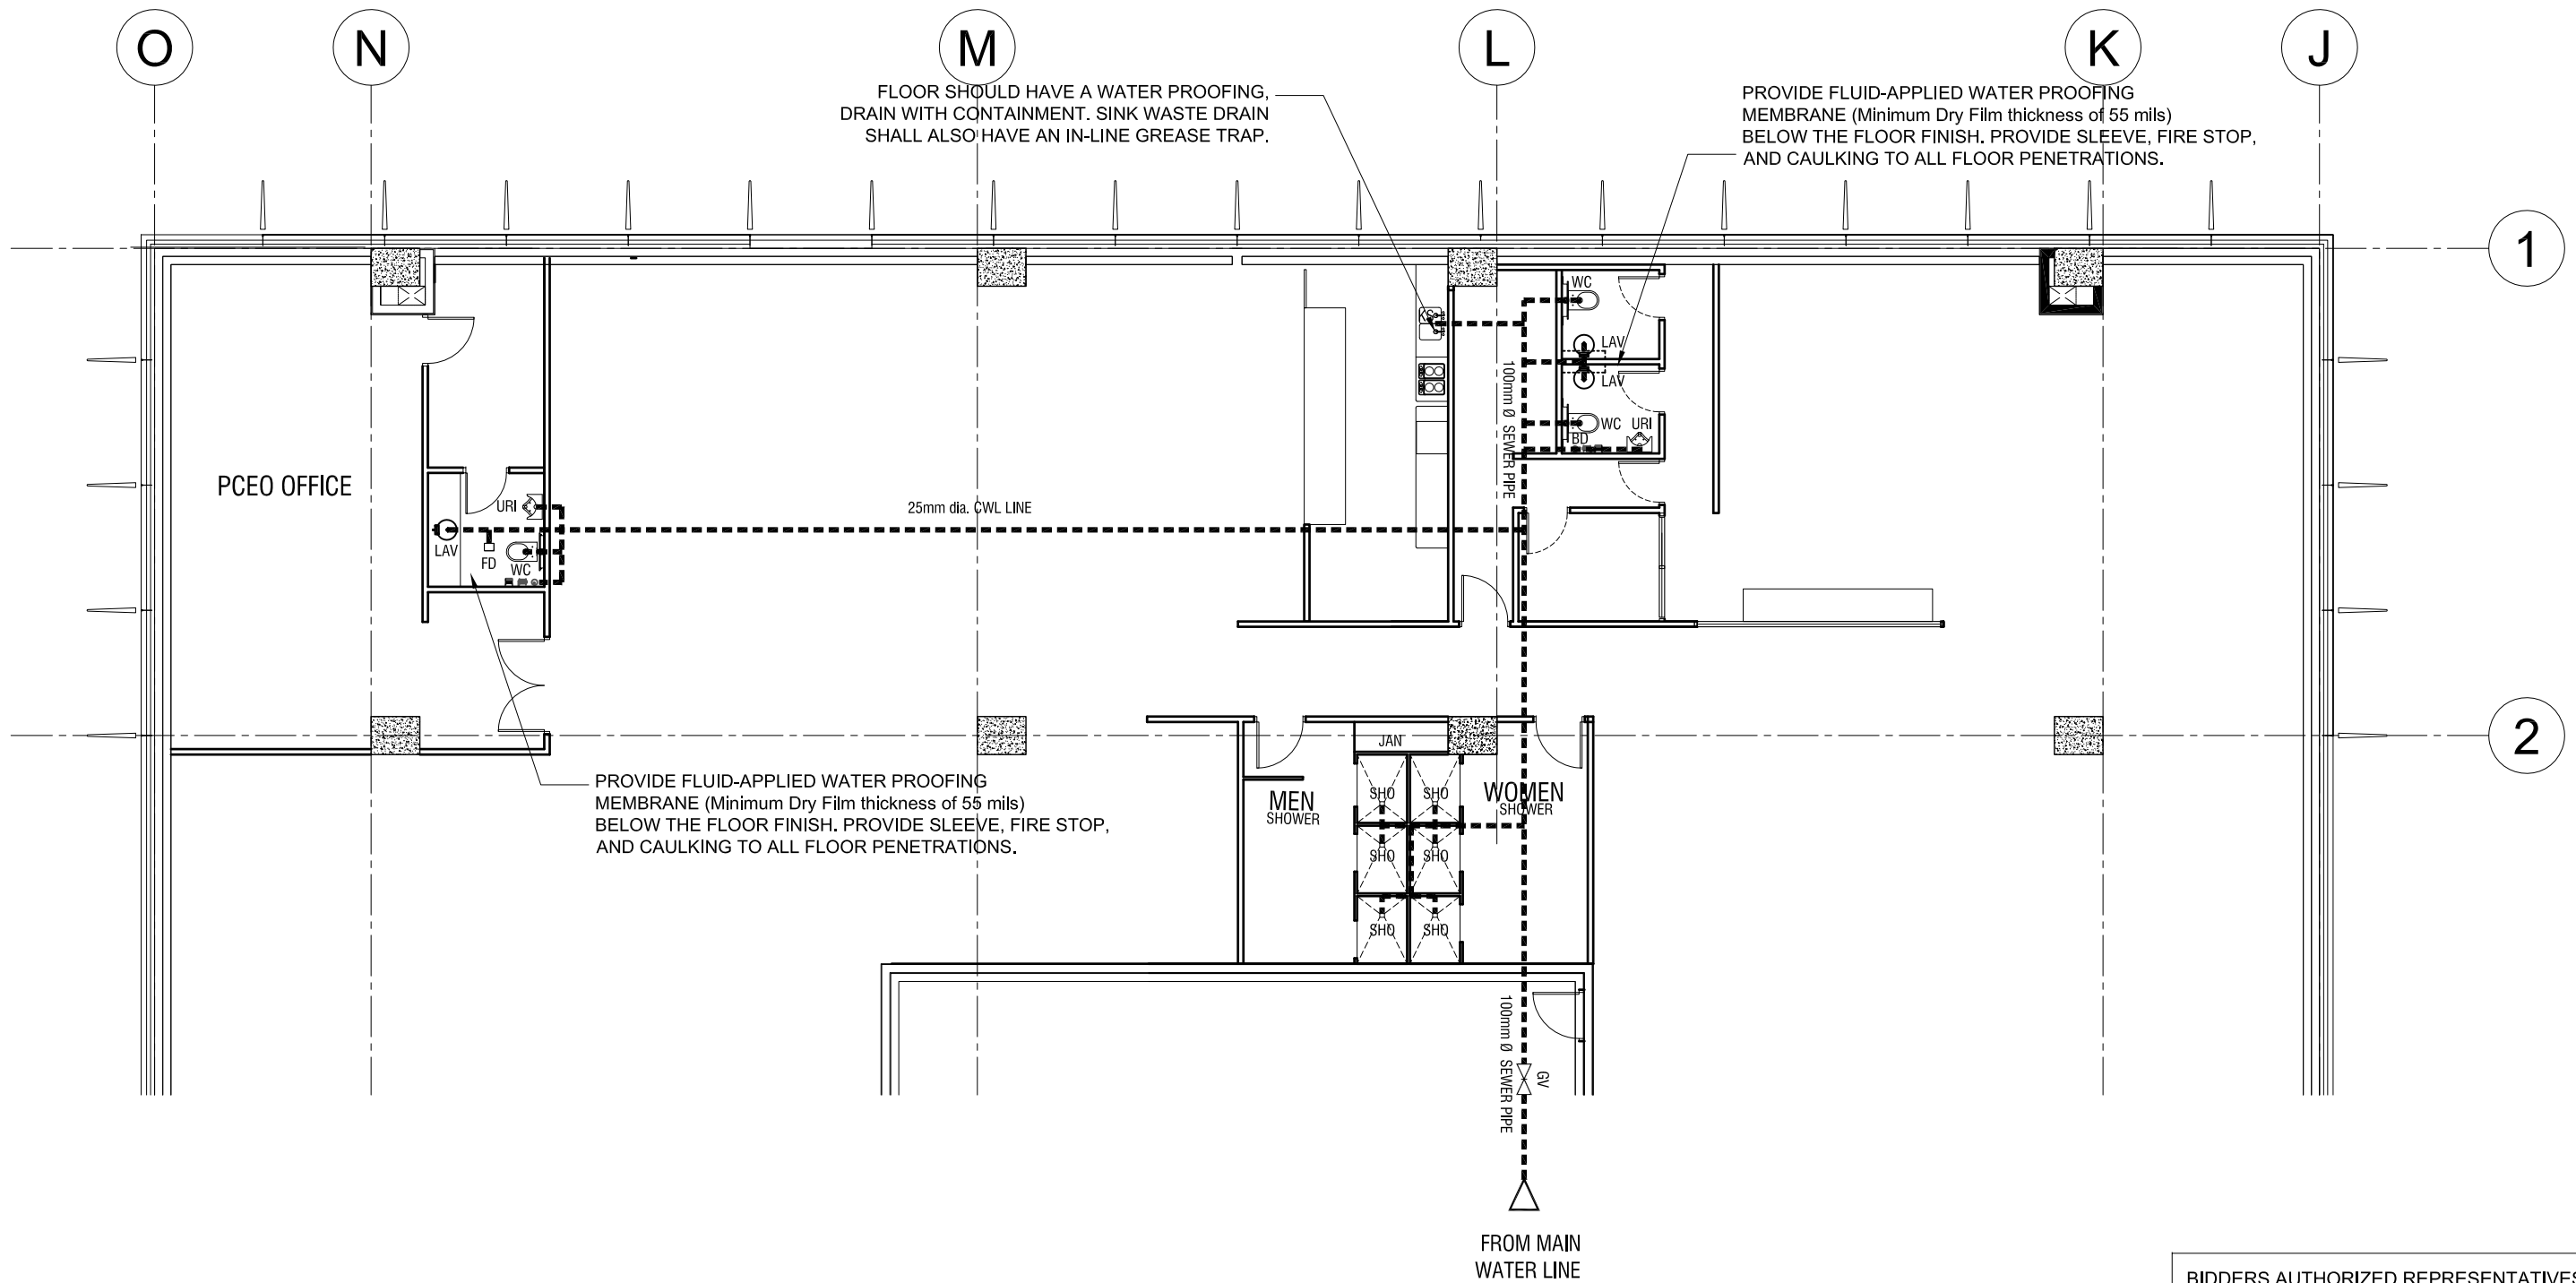 O
N
M
L
K
J
FLOOR SHOULD HAVE A WATER PROOFING,
DRAIN WITH CONTAINMENT. SINK WASTE DRAIN
SHALL ALSO HAVE AN IN-LINE GREASE TRAP.
PROVIDE FLUID-APPLIED WATER PROOFING
MEMBRANE (Minimum Dry Film thickness of 55 mils)
BELOW THE FLOOR FINISH. PROVIDE SLEEVE, FIRE STOP,
AND CAULKING TO ALL FLOOR PENETRATIONS.
1
WC
KS
LAV
LAV
100mm Ø SEWER PIPE
WC
URI
BD
PCEO OFFICE
URI
25mm dia. CWL LINE
LAV
FD
WC
2
JAN
PROVIDE FLUID-APPLIED WATER PROOFING
MEMBRANE (Minimum Dry Film thickness of 55 mils)
BELOW THE FLOOR FINISH. PROVIDE SLEEVE, FIRE STOP,
AND CAULKING TO ALL FLOOR PENETRATIONS.
MEN
SHOWER
SHO
SHO
WOMEN
SHOWER
SHO
SHO
SHO
SHO
100mm Ø SEWER PIPE
GV
FROM MAIN
WATER LINE
BIDDERS AUTHORIZED REPRESENTATIVES